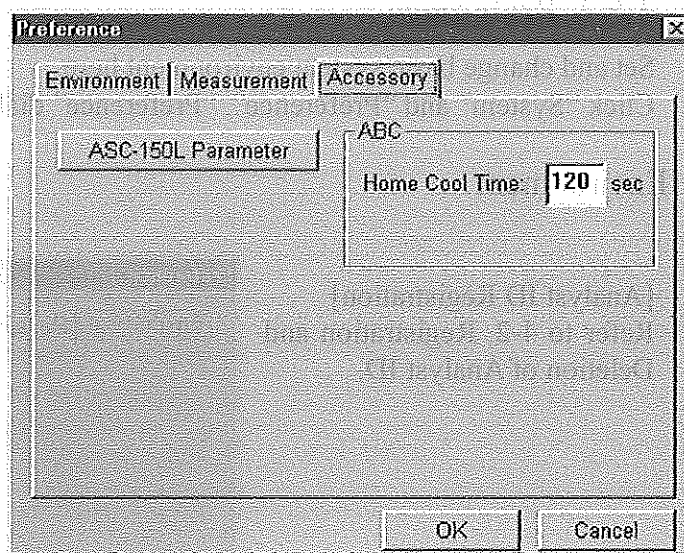 Preference
Environment Measurement Accessory
ASC-150L Parameter
ABC
Home Cool Time: 120 sec
OK Cancel